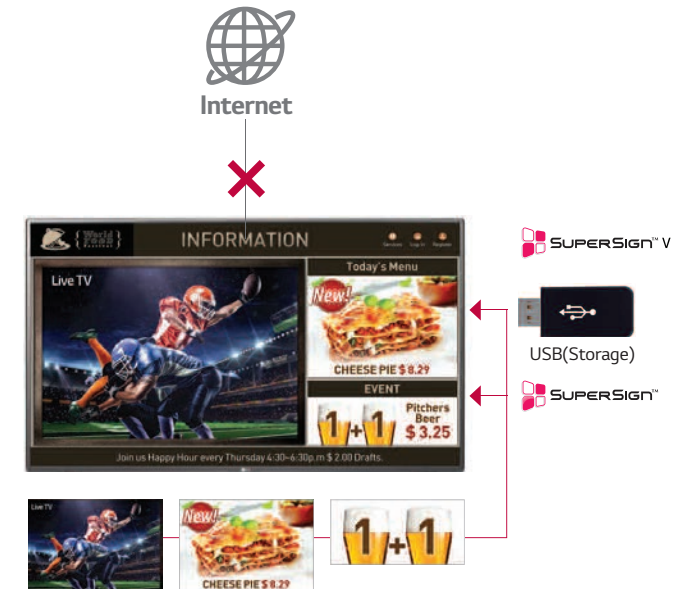 Internet
{ World FOOD Festival }
INFORMATION
Services Log In Register
Live TV
Today's Menu
New!
CHEESE PIE $ 8.29
EVENT
1+1
Pitchers
Beer
$ 3.25
Join us Happy Hour every Thursday 4:30~6:30p.m $ 2.00 Drafts.
SUPERSIGN™ V
USB(Storage)
SUPERSIGN™
Live TV
New!
CHEESE PIE $ 8.29
1+1